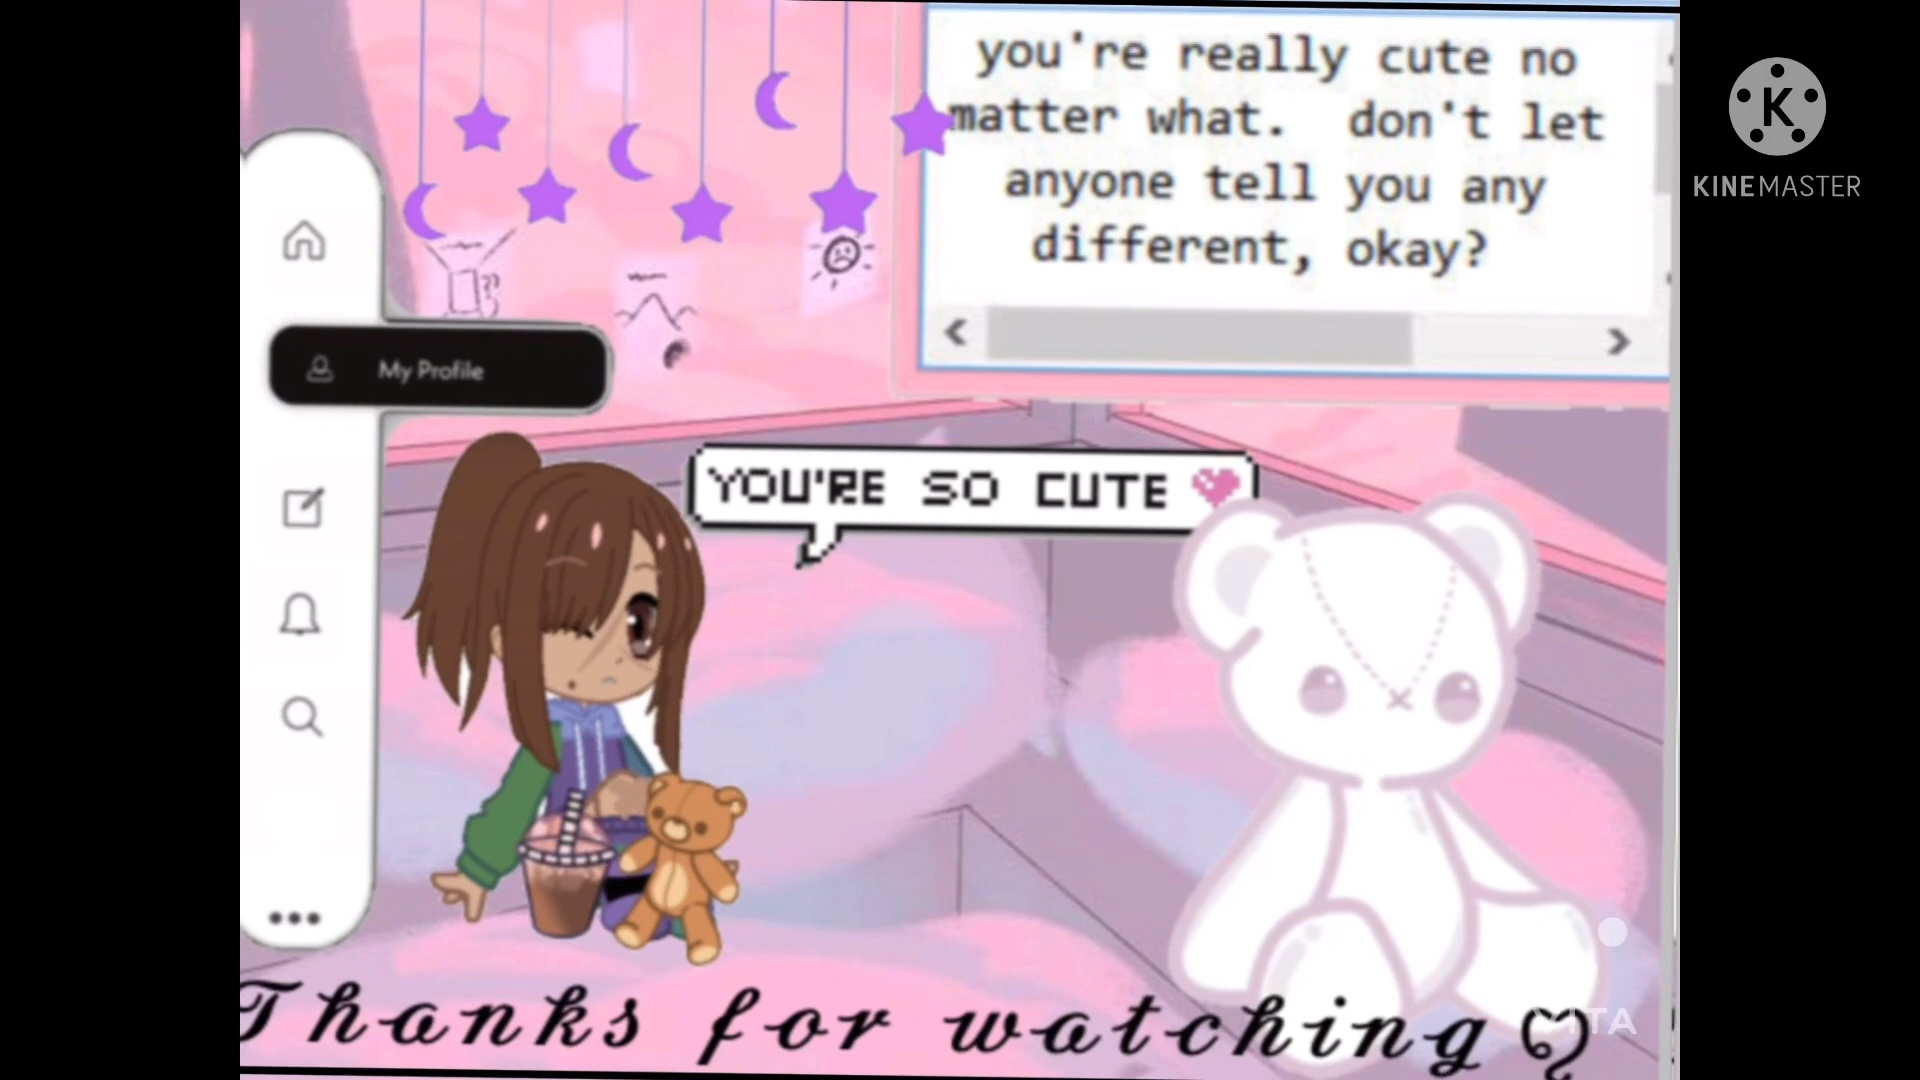 you're really cute no
matter what. don't let
anyone tell you any
different, okay?
K
KINEMASTER
My Profile
YOU'RE SO CUTE
Thanks for watching
VITA